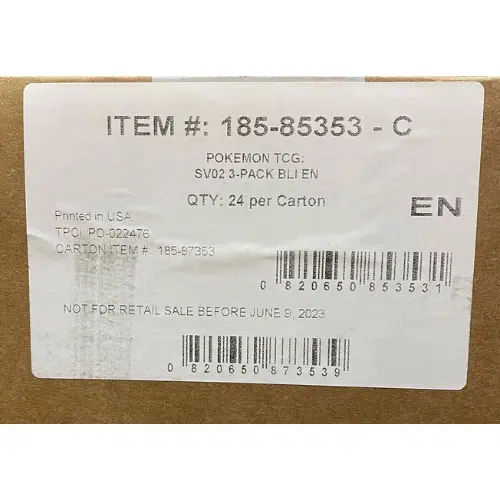 ITEM #: 185-85353 - C
POKEMON TCG:
SV02 3-PACK BLI EN
QTY: 24 per Carton
EN
Printed in USA
TPCi PO-022476
CARTON ITEM #: 185-87353
0 820650 853531
NOT FOR RETAIL SALE BEFORE JUNE 9, 2023
0 820650 873539